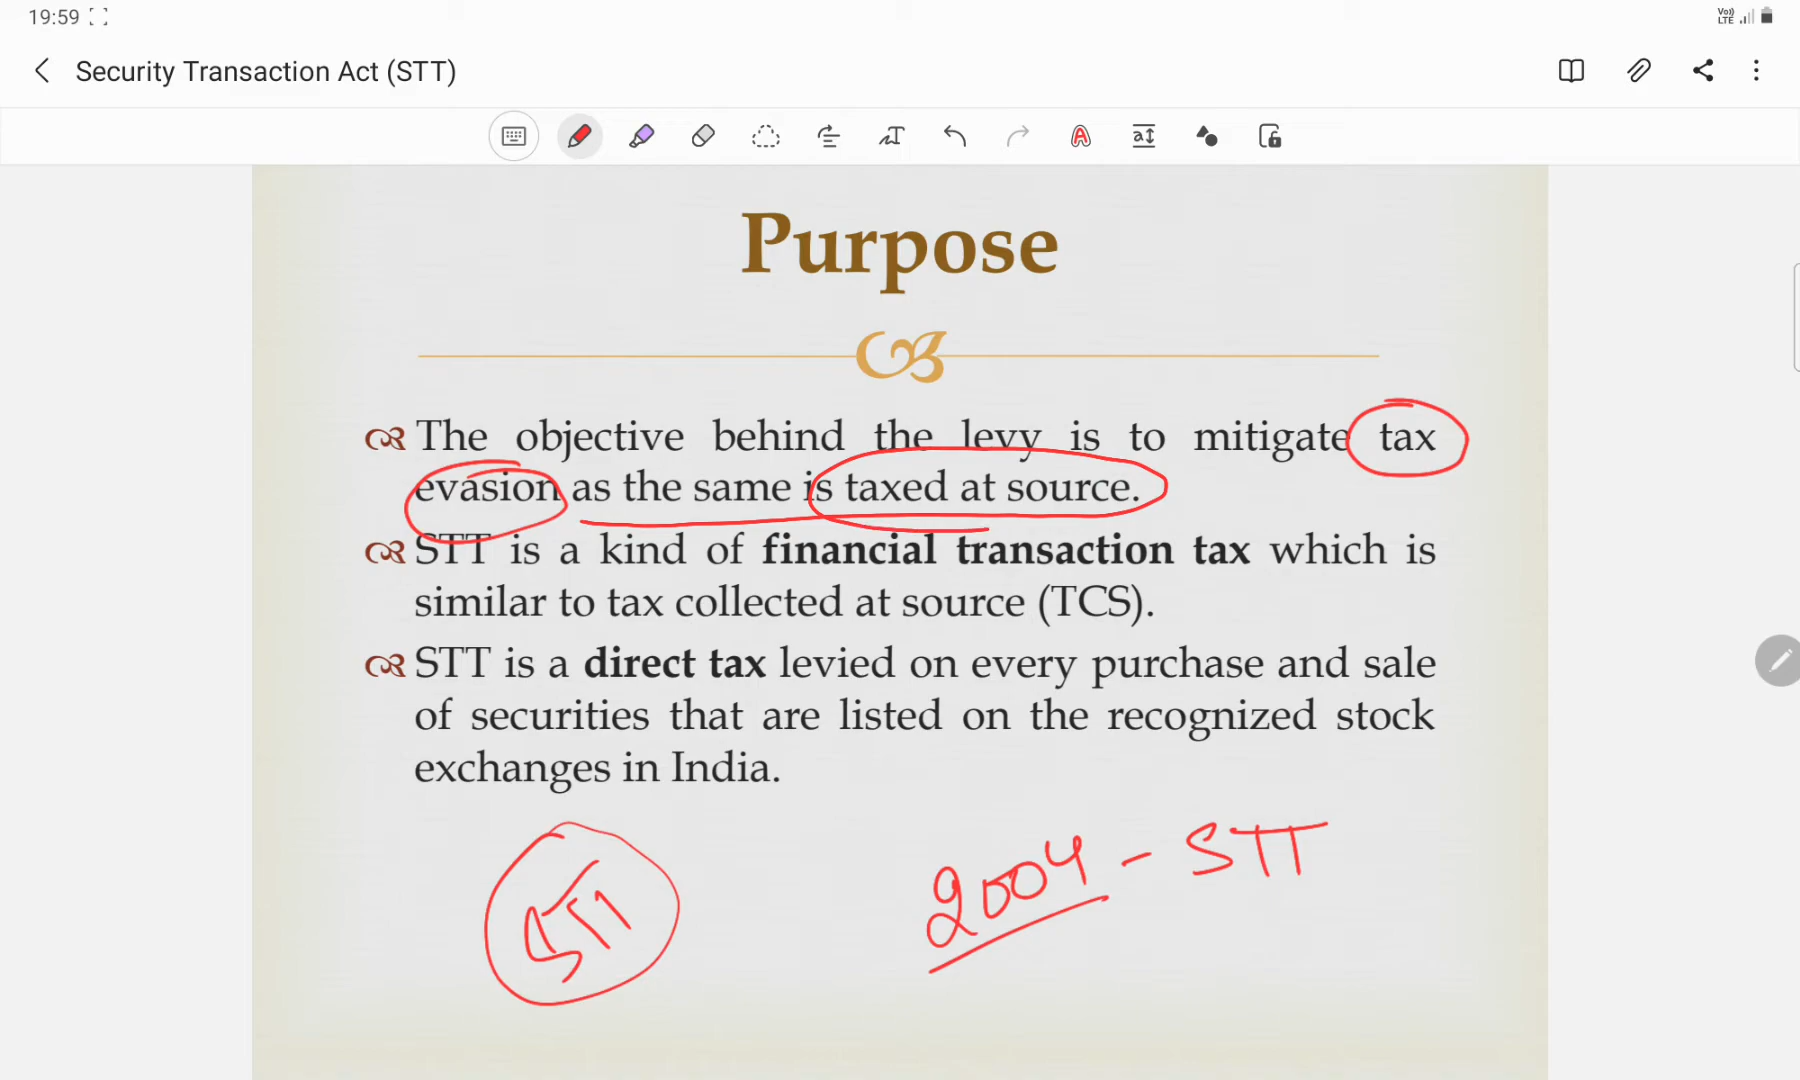 19:59
Vo))
LTE
Security Transaction Act (STT)
Purpose
The objective behind the levy is to mitigate tax
evasion as the same is taxed at source.
STT is a kind of financial transaction tax which is
similar to tax collected at source (TCS).
STT is a direct tax levied on every purchase and sale
of securities that are listed on the recognized stock
exchanges in India.
STT
2004 - STT